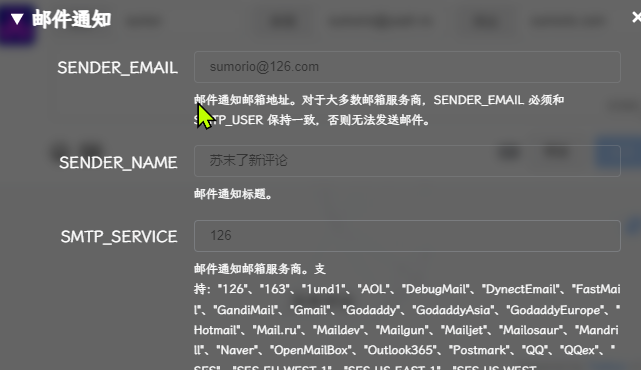 ▼ 邮件通知
SENDER_EMAIL
sumorio@126.com
邮件通知邮箱地址。对于大多数邮箱服务商，SENDER_EMAIL 必须和
SMTP_USER 保持一致，否则无法发送邮件。
SENDER_NAME
苏末了新评论
邮件通知标题。
SMTP_SERVICE
126
邮件通知邮箱服务商。支
持："126"、"163"、"1und1"、"AOL"、"DebugMail"、"DynectEmail"、"FastMai
l"、"GandiMail"、"Gmail"、"Godaddy"、"GodaddyAsia"、"GodaddyEurope"、"
Hotmail"、"Mail.ru"、"Maildev"、"Mailgun"、"Mailjet"、"Mailosaur"、"Mandri
ll"、"Naver"、"OpenMailBox"、"Outlook365"、"Postmark"、"QQ"、"QQex"、"
SES"、"SES-EU-WEST-1"、"SES-US-EAST-1"、"SES-US-WEST-